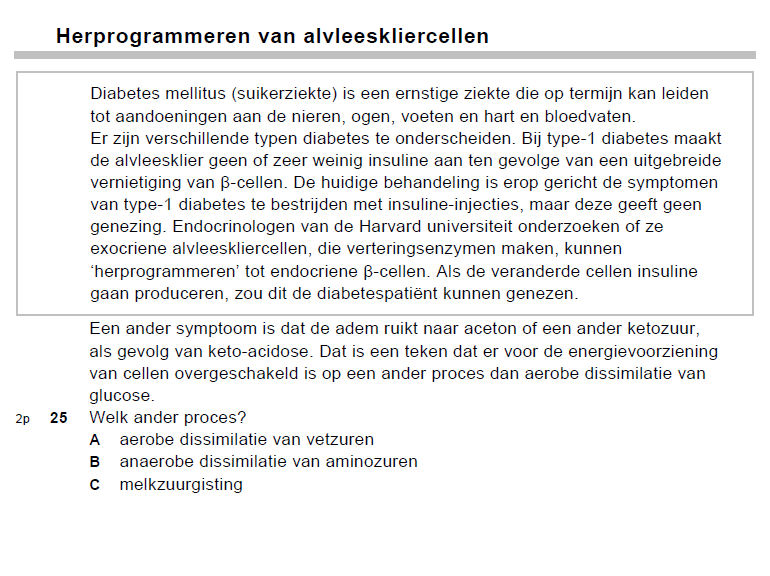 Herprogrammeren van alvleeskliercellen
Diabetes mellitus (suikerziekte) is een ernstige ziekte die op termijn kan leiden
tot aandoeningen aan de nieren, ogen, voeten en hart en bloedvaten.
Er zijn verschillende typen diabetes te onderscheiden. Bij type-1 diabetes maakt
de alvleesklier geen of zeer weinig insuline aan ten gevolge van een uitgebreide
vernietiging van β-cellen. De huidige behandeling is erop gericht de symptomen
van type-1 diabetes te bestrijden met insuline-injecties, maar deze geeft geen
genezing. Endocrinologen van de Harvard universiteit onderzoeken of ze
exocriene alvleeskliercellen, die verteringsenzymen maken, kunnen
‘herprogrammeren’ tot endocriene β-cellen. Als de veranderde cellen insuline
gaan produceren, zou dit de diabetespatiënt kunnen genezen.
Een ander symptoom is dat de adem ruikt naar aceton of een ander ketozuur,
als gevolg van keto-acidose. Dat is een teken dat er voor de energievoorziening
van cellen overgeschakeld is op een ander proces dan aerobe dissimilatie van
glucose.
2p 25 Welk ander proces?
A aerobe dissimilatie van vetzuren
B anaerobe dissimilatie van aminozuren
C melkzuurgisting